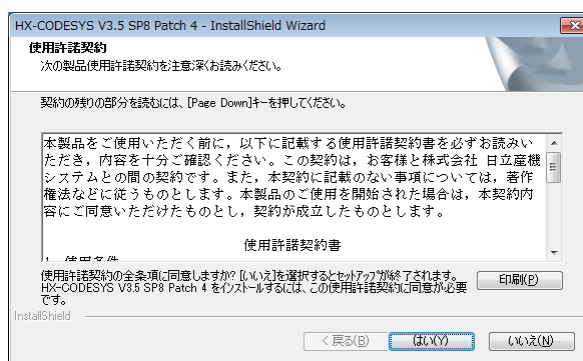 HX-CODESYS V3.5 SP8 Patch 4 - InstallShield Wizard
使用許諾契約
次の製品使用許諾契約を注意深くお読みください。
契約の残りの部分を読むには、[Page Down]キーを押してください。
本製品をご使用いただく前に，以下に記載する使用許諾契約書を必ずお読みい
ただき，内容を十分ご確認ください。この契約は，お客様と株式会社 日立産機
システムとの間の契約です。また，本契約に記載のない事項については，著作
権法などに従うものとします。本製品のご使用を開始された場合は，本契約内
容にご同意いただけたものとし，契約が成立したものとします。
使用許諾契約書
1. 使用条件
使用許諾契約の全条項に同意しますか? [いいえ]を選択するとセットアップが終了されます。
HX-CODESYS V3.5 SP8 Patch 4 をインストールするには、この使用許諾契約に同意が必要
です。
印刷(P)
InstallShield
< 戻る(B)
はい(Y)
いいえ(N)